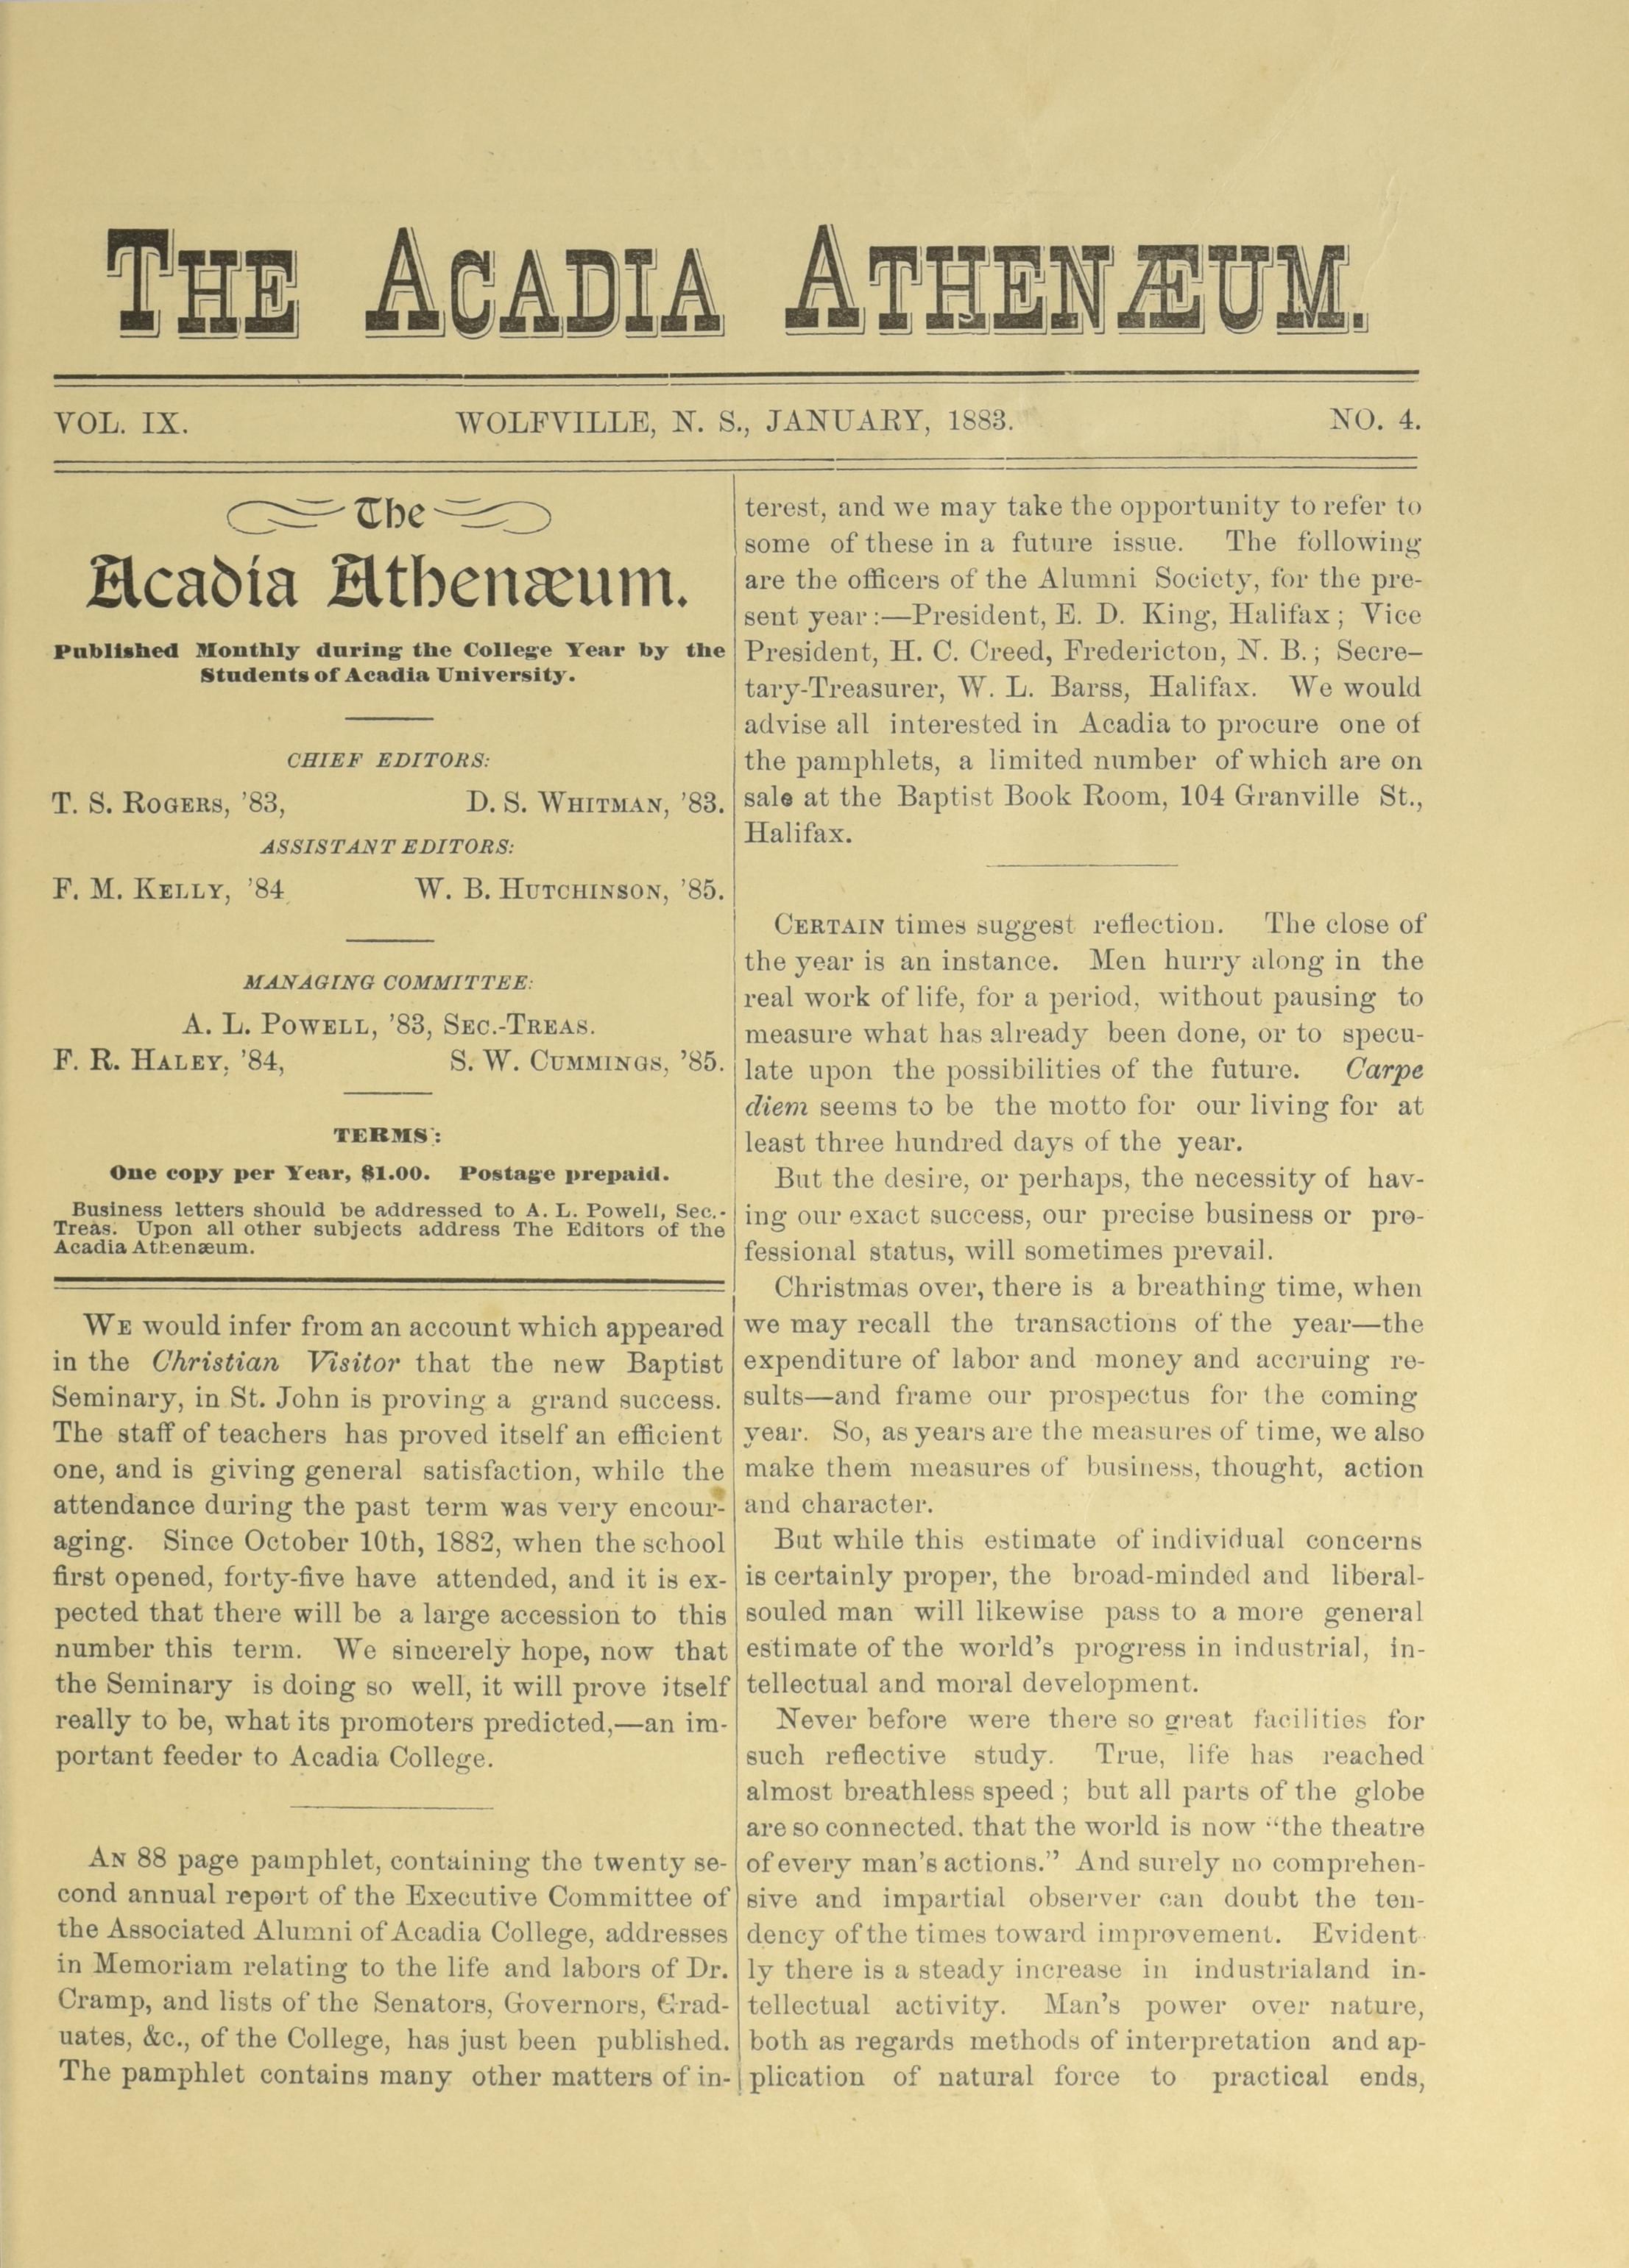 THE ACADIA ATHENÆUM.
VOL. IX. WOLFVILLE, N. S., JANUARY, 1883. NO. 4.
The
Acadia Athenæum.
Published Monthly during the College Year by the
Students of Acadia University.
CHIEF EDITORS:
T. S. ROGERS, '83, D. S. WHITMAN, '83.
ASSISTANT EDITORS:
F. M. KELLY, '84 W. B. HUTCHINSON, '85.
MANAGING COMMITTEE:
A. L. POWELL, '83, SEC.-TREAS.
F. R. HALEY, '84, S. W. CUMMINGS, '85.
TERMS:
One copy per Year, $1.00. Postage prepaid.
Business letters should be addressed to A. L. Powell, Sec.-
Treas. Upon all other subjects address The Editors of the
Acadia Athenæum.
WE would infer from an account which appeared
in the Christian Visitor that the new Baptist
Seminary, in St. John is proving a grand success.
The staff of teachers has proved itself an efficient
one, and is giving general satisfaction, while the
attendance during the past term was very encour-
aging. Since October 10th, 1882, when the school
first opened, forty-five have attended, and it is ex-
pected that there will be a large accession to this
number this term. We sincerely hope, now that
the Seminary is doing so well, it will prove itself
really to be, what its promoters predicted,—an im-
portant feeder to Acadia College.
AN 88 page pamphlet, containing the twenty se-
cond annual report of the Executive Committee of
the Associated Alumni of Acadia College, addresses
in Memoriam relating to the life and labors of Dr.
Cramp, and lists of the Senators, Governors, Grad-
uates, &c., of the College, has just been published.
The pamphlet contains many other matters of in-
terest, and we may take the opportunity to refer to
some of these in a future issue. The following
are the officers of the Alumni Society, for the pre-
sent year:—President, E. D. King, Halifax; Vice
President, H. C. Creed, Fredericton, N. B.; Secre-
tary-Treasurer, W. L. Barss, Halifax. We would
advise all interested in Acadia to procure one of
the pamphlets, a limited number of which are on
sale at the Baptist Book Room, 104 Granville St.,
Halifax.
CERTAIN times suggest reflection. The close of
the year is an instance. Men hurry along in the
real work of life, for a period, without pausing to
measure what has already been done, or to specu-
late upon the possibilities of the future. Carpe
diem seems to be the motto for our living for at
least three hundred days of the year.
But the desire, or perhaps, the necessity of hav-
ing our exact success, our precise business or pro-
fessional status, will sometimes prevail.
Christmas over, there is a breathing time, when
we may recall the transactions of the year—the
expenditure of labor and money and accruing re-
sults—and frame our prospectus for the coming
year. So, as years are the measures of time, we also
make them measures of business, thought, action
and character.
But while this estimate of individual concerns
is certainly proper, the broad-minded and liberal-
souled man will likewise pass to a more general
estimate of the world's progress in industrial, in-
tellectual and moral development.
Never before were there so great facilities for
such reflective study. True, life has reached
almost breathless speed; but all parts of the globe
are so connected. that the world is now "the theatre
of every man's actions." And surely no comprehen-
sive and impartial observer can doubt the ten-
dency of the times toward improvement. Evident-
ly there is a steady increase in industrialand in-
tellectual activity. Man's power over nature,
both as regards methods of interpretation and ap-
plication of natural force to practical ends,